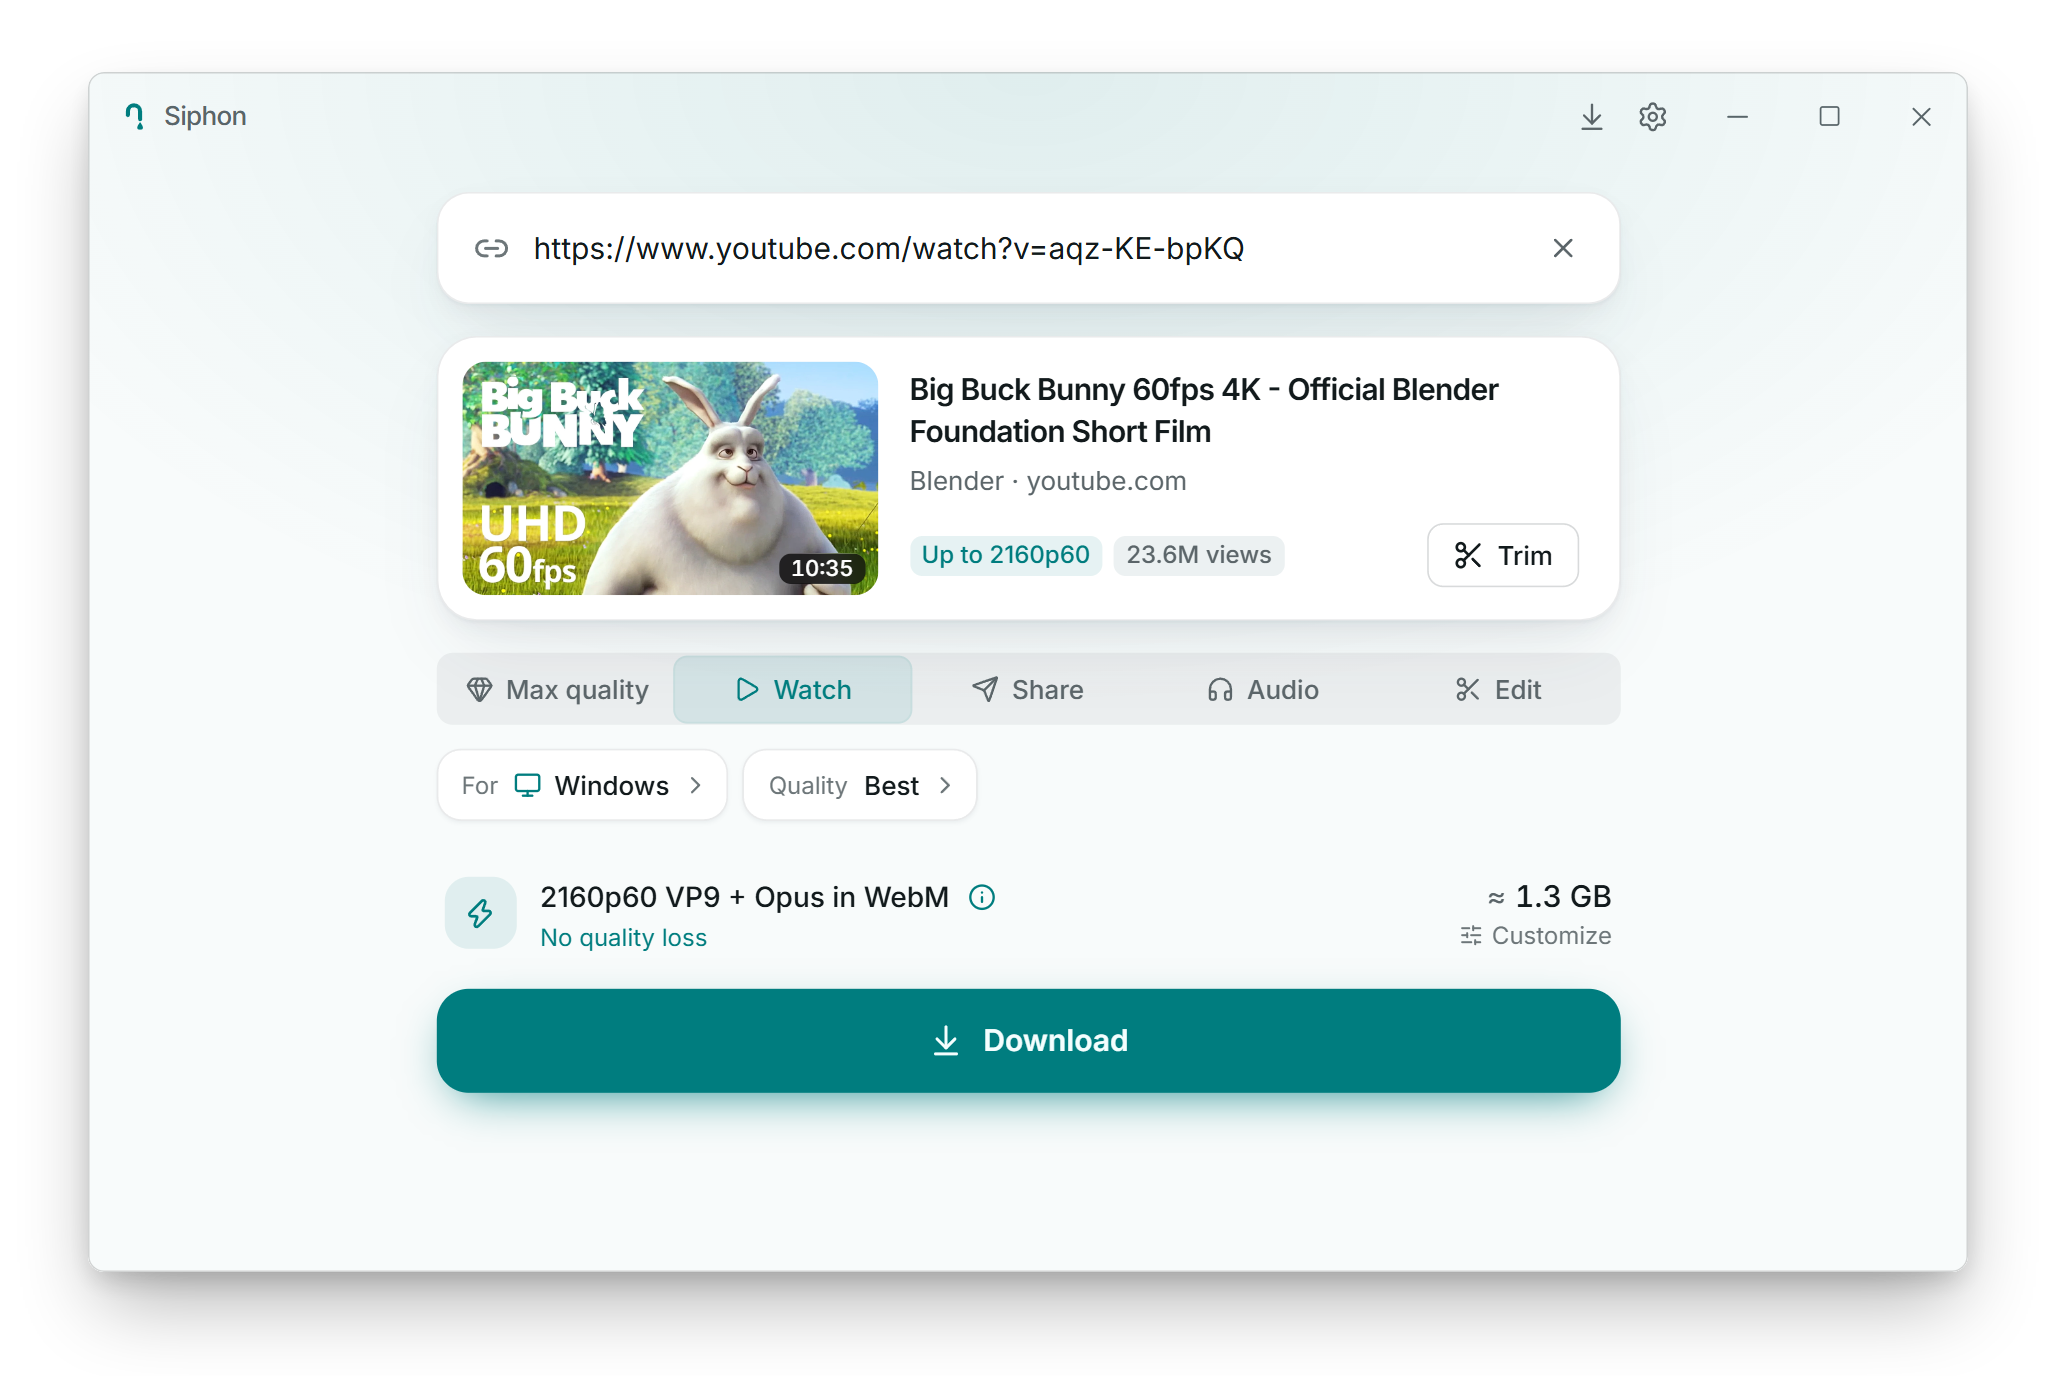 Siphon
https://www.youtube.com/watch?v=aqz-KE-bpKQ
Big Buck
BUNNY
UHD
60fps
10:35
Big Buck Bunny 60fps 4K - Official Blender
Foundation Short Film
Blender · youtube.com
Up to 2160p60
23.6M views
Trim
Max quality
Watch
Share
Audio
Edit
For Windows
Quality Best
2160p60 VP9 + Opus in WebM
≈ 1.3 GB
No quality loss
Customize
Download